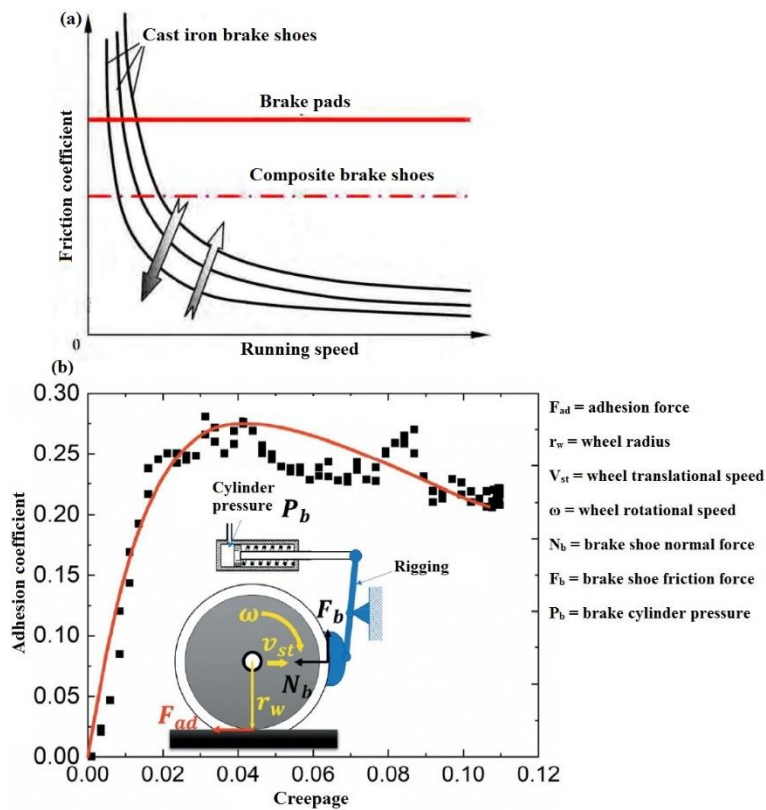 (a)
Cast iron brake shoes
Brake pads
Composite brake shoes
Friction coefficient
0
Running speed
(b)
0.30
0.25
0.20
0.15
0.10
0.05
0.00
Adhesion coefficient
Cylinder
pressure
P_b
Rigging
ω
F_b
v_st
N_b
r_w
F_ad
0.00 0.02 0.04 0.06 0.08 0.10 0.12
Creepage
F_ad = adhesion force
r_w = wheel radius
V_st = wheel translational speed
ω = wheel rotational speed
N_b = brake shoe normal force
F_b = brake shoe friction force
P_b = brake cylinder pressure